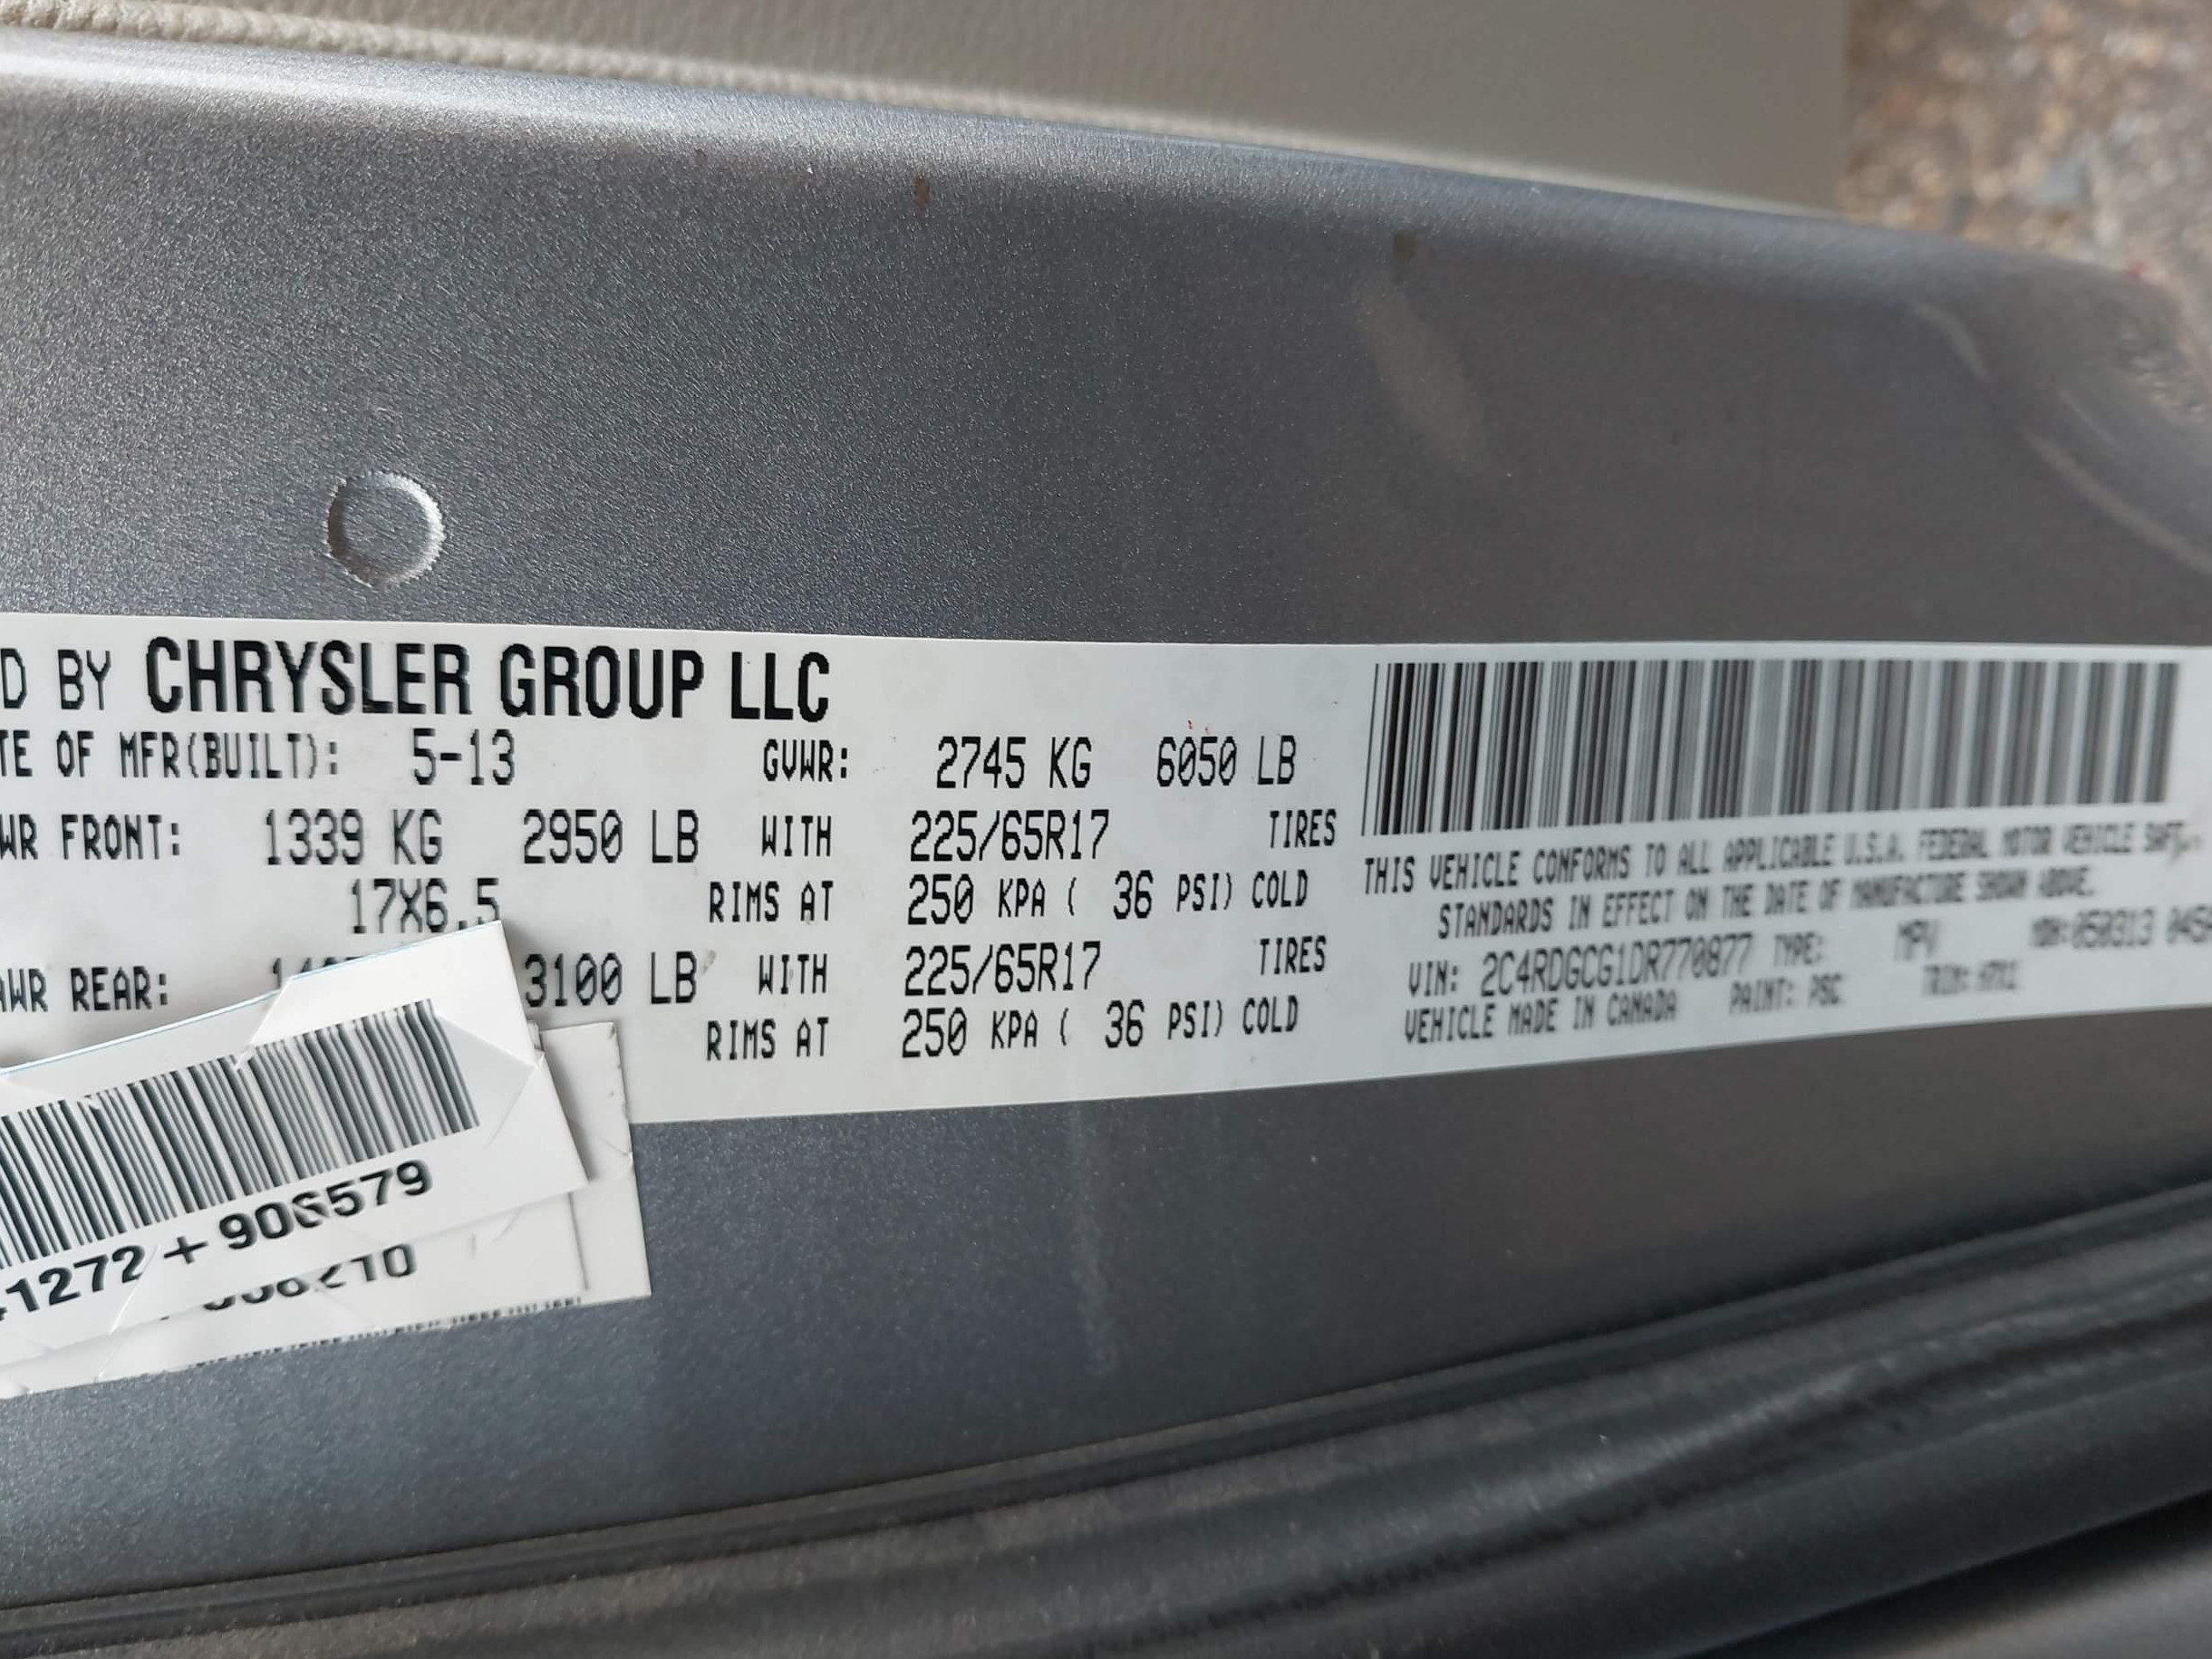 D BY CHRYSLER GROUP LLC
TE OF MFR(BUILT): 5-13 GVWR: 2745 KG 6050 LB
WR FRONT: 1339 KG 2950 LB WITH 225/65R17 TIRES
17X6.5 RIMS AT 250 KPA ( 36 PSI) COLD
AWR REAR: 3100 LB WITH 225/65R17 TIRES
RIMS AT 250 KPA ( 36 PSI) COLD
THIS VEHICLE CONFORMS TO ALL APPLICABLE U.S.A. FEDERAL MOTOR VEHICLE
STANDARDS IN EFFECT ON THE DATE OF MANUFACTURE SHOWN ABOVE.
VIN: 2C4RDGCG1DR770877 TYPE: MPV MDH:050313
VEHICLE MADE IN CANADA PAINT: PSC TRIM:
1272 + 906579